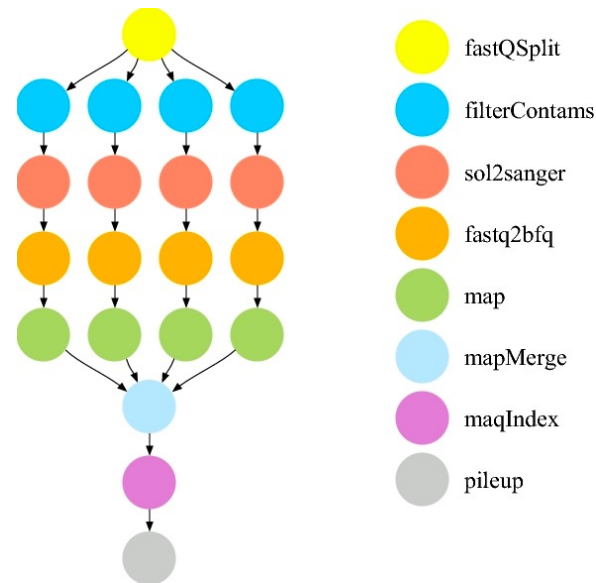 fastQSplit
filterContams
sol2sanger
fastq2bfq
map
mapMerge
maqIndex
pileup